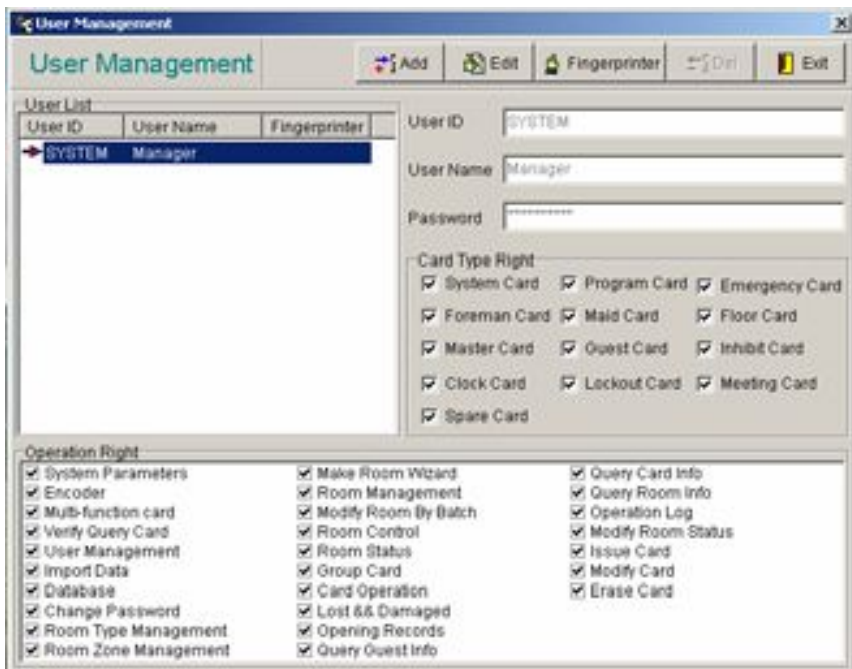 User Management
User Management Add Edit Fingerprinter Del Exit
User List
User ID User Name Fingerprinter
SYSTEM Manager
User ID SYSTEM
User Name Manager
Password ***********
Card Type Right
System Card Program Card Emergency Card
Foreman Card Maid Card Floor Card
Master Card Guest Card Inhibit Card
Clock Card Lockout Card Meeting Card
Spare Card
Operation Right
System Parameters Make Room Wizard Query Card Info
Encoder Room Management Query Room Info
Multi-function card Modify Room By Batch Operation Log
Verify Query Card Room Control Modify Room Status
User Management Room Status Issue Card
Import Data Group Card Modify Card
Database Card Operation Erase Card
Change Password Lost && Damaged
Room Type Management Opening Records
Room Zone Management Query Guest Info